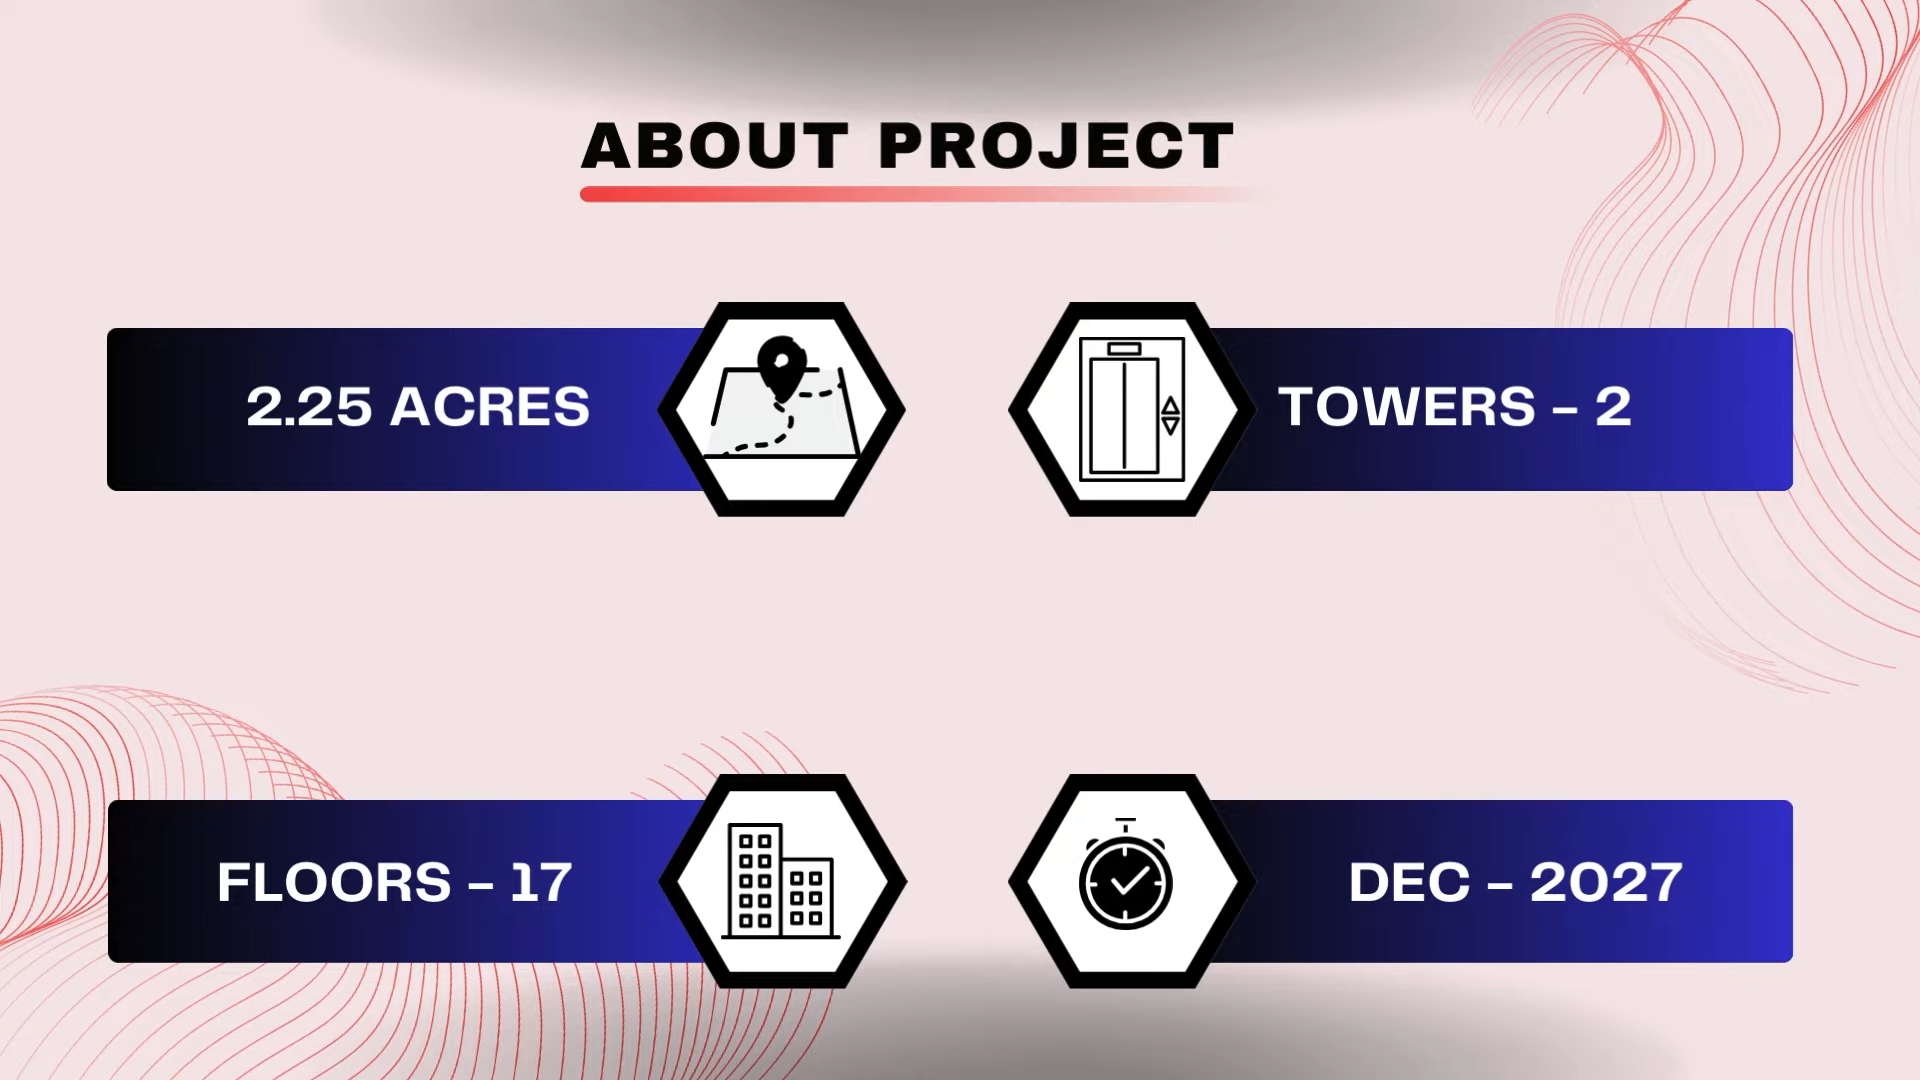 ABOUT PROJECT
2.25 ACRES
TOWERS – 2
FLOORS – 17
DEC – 2027